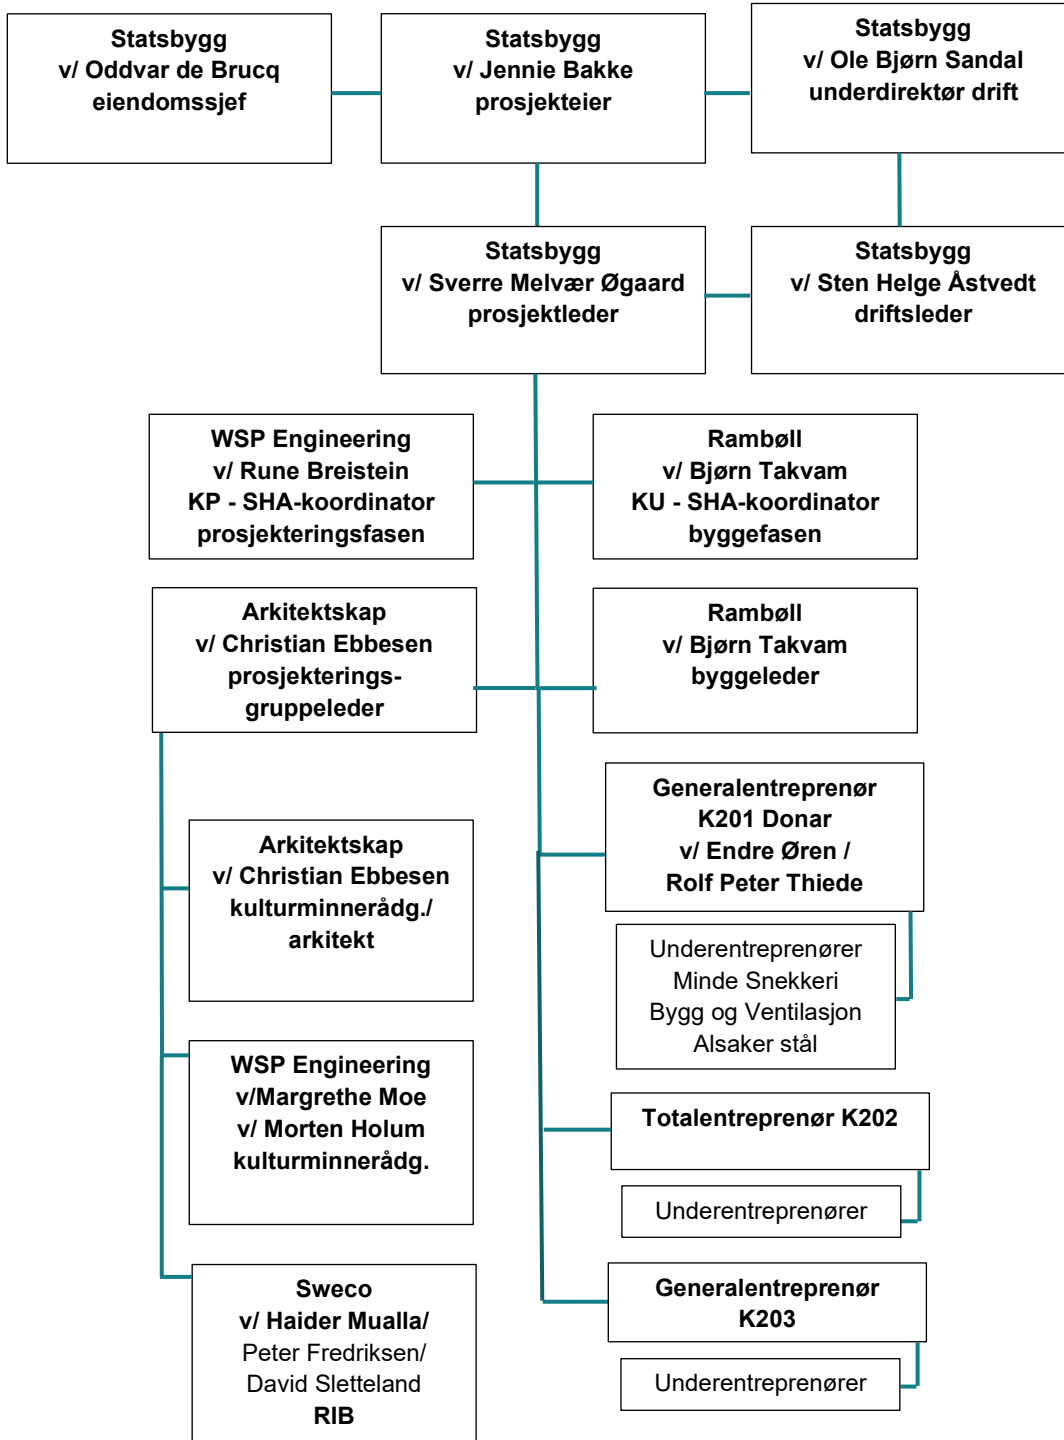 Statsbygg
v/ Oddvar de Brucq
eiendomssjef
Statsbygg
v/ Jennie Bakke
prosjekteier
Statsbygg
v/ Ole Bjørn Sandal
underdirektør drift
Statsbygg
v/ Sverre Melvær Øgaard
prosjektleder
Statsbygg
v/ Sten Helge Åstvedt
driftsleder
WSP Engineering
v/ Rune Breistein
KP - SHA-koordinator
prosjekteringsfasen
Rambøll
v/ Bjørn Takvam
KU - SHA-koordinator
byggefasen
Arkitektskap
v/ Christian Ebbesen
prosjekterings-
gruppeleder
Rambøll
v/ Bjørn Takvam
byggeleder
Arkitektskap
v/ Christian Ebbesen
kulturminnerådg./
arkitekt
WSP Engineering
v/Margrethe Moe
v/ Morten Holum
kulturminnerådg.
Sweco
v/ Haider Mualla/
Peter Fredriksen/
David Sletteland
RIB
Generalentreprenør
K201 Donar
v/ Endre Øren /
Rolf Peter Thiede
Underentreprenører
Minde Snekkeri
Bygg og Ventilasjon
Alsaker stål
Totalentreprenør K202
Underentreprenører
Generalentreprenør
K203
Underentreprenører